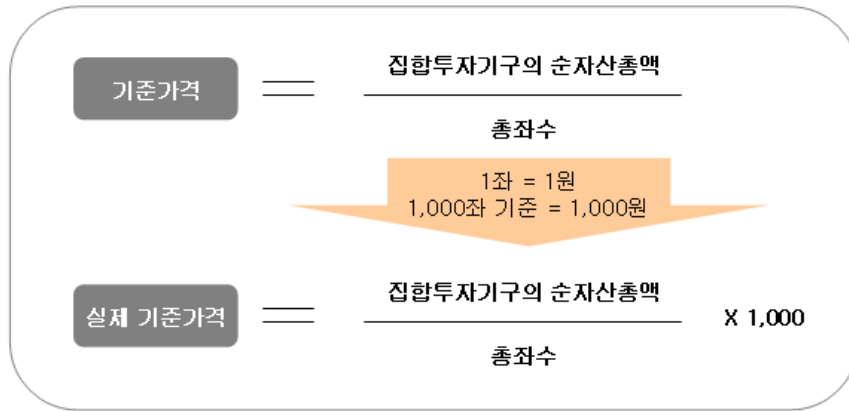 집합투자기구의 순자산총액
기준가격
총좌수
1좌 = 1원
1,000좌 기준 = 1,000원
집합투자기구의 순자산총액
실제 기준가격
X 1,000
총좌수